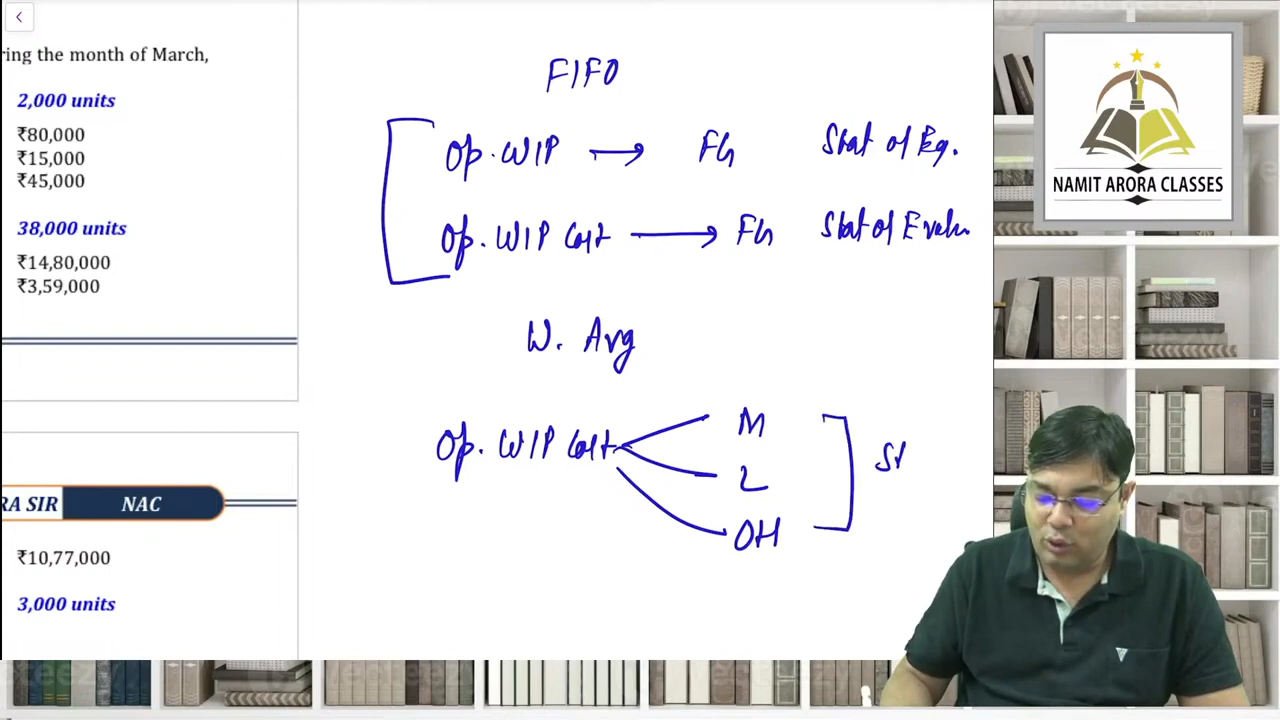 ring the month of March,
2,000 units
₹80,000
₹15,000
₹45,000
38,000 units
₹14,80,000
₹3,59,000
RA SIR NAC
₹10,77,000
3,000 units
FIFO
Op. WIP → FG Stat of Eq.
Op. WIP Cost → FG Stat of Evalu
W. Avg
Op. WIP Cost
M
L
OH
St
NAMIT ARORA CLASSES